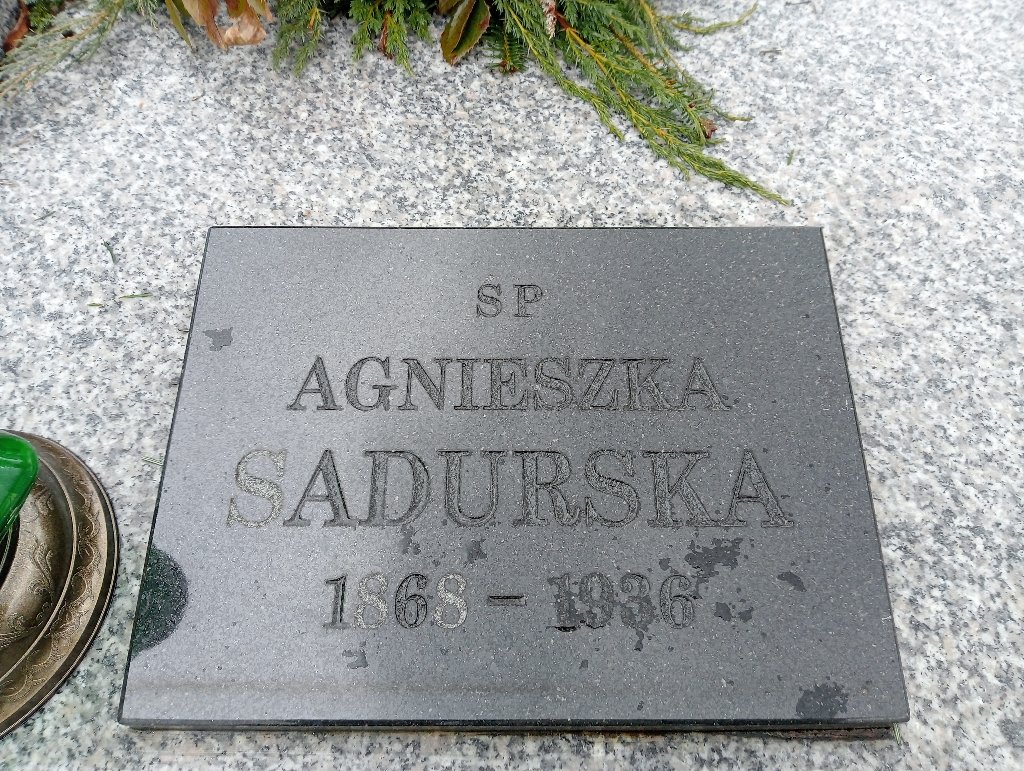 SP
AGNIESZKA
SADURSKA
1868 - 1936